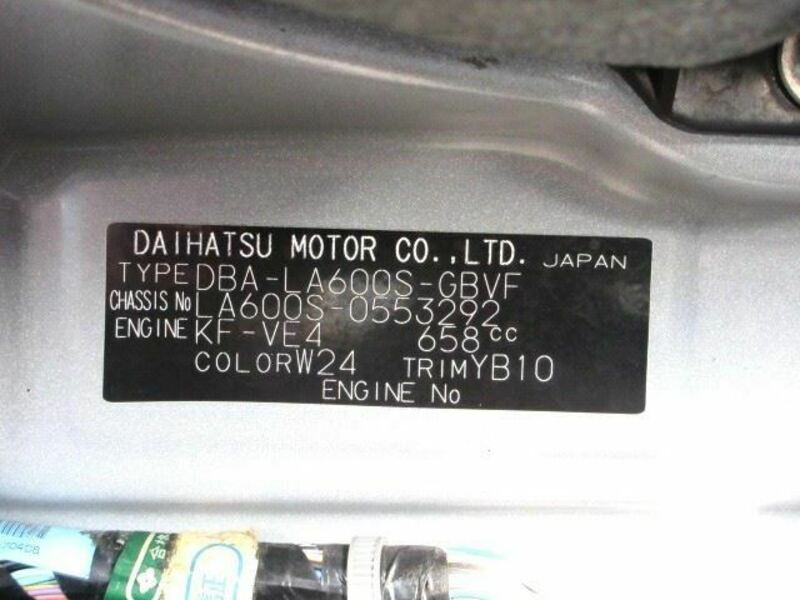 DAIHATSU MOTOR CO.,LTD. JAPAN
TYPE DBA-LA600S-GBVF
CHASSIS No LA600S-0553292
ENGINE KF-VE4 658cc
COLOR W24 TRIM YB10
ENGINE No